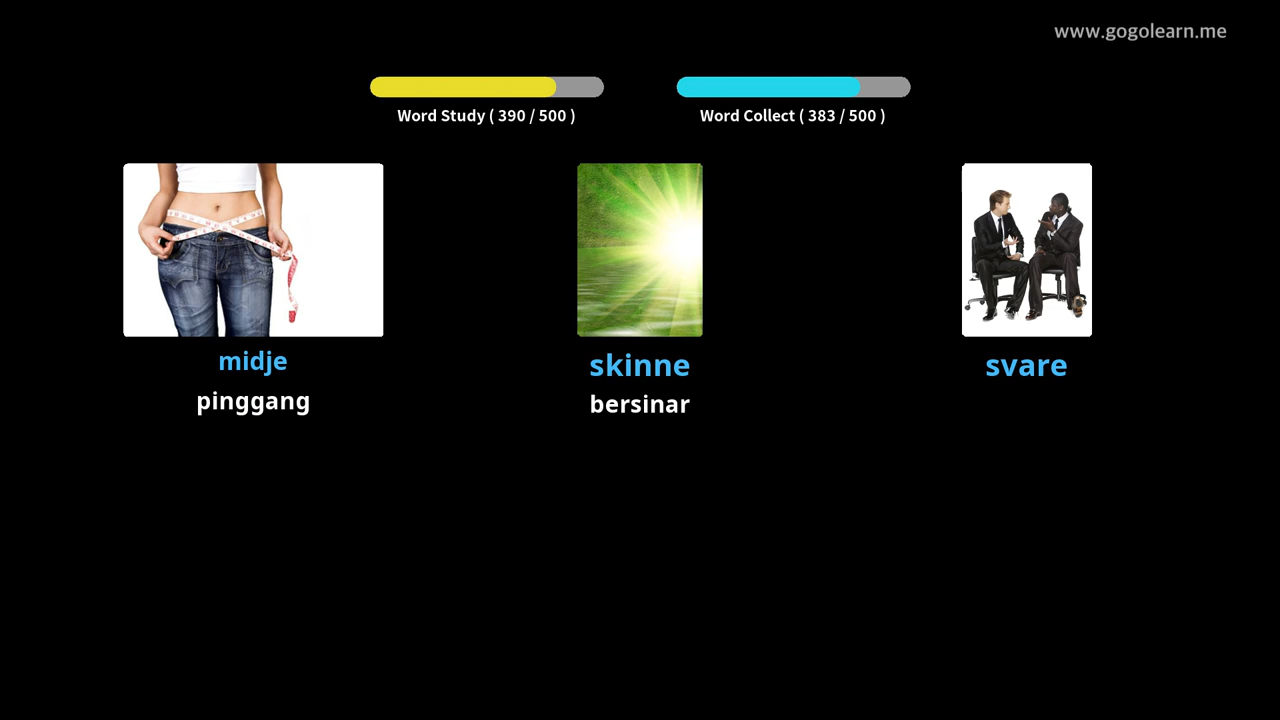 www.gogolearn.me
Word Study ( 390 / 500 )
Word Collect ( 383 / 500 )
midje
pinggang
skinne
bersinar
svare